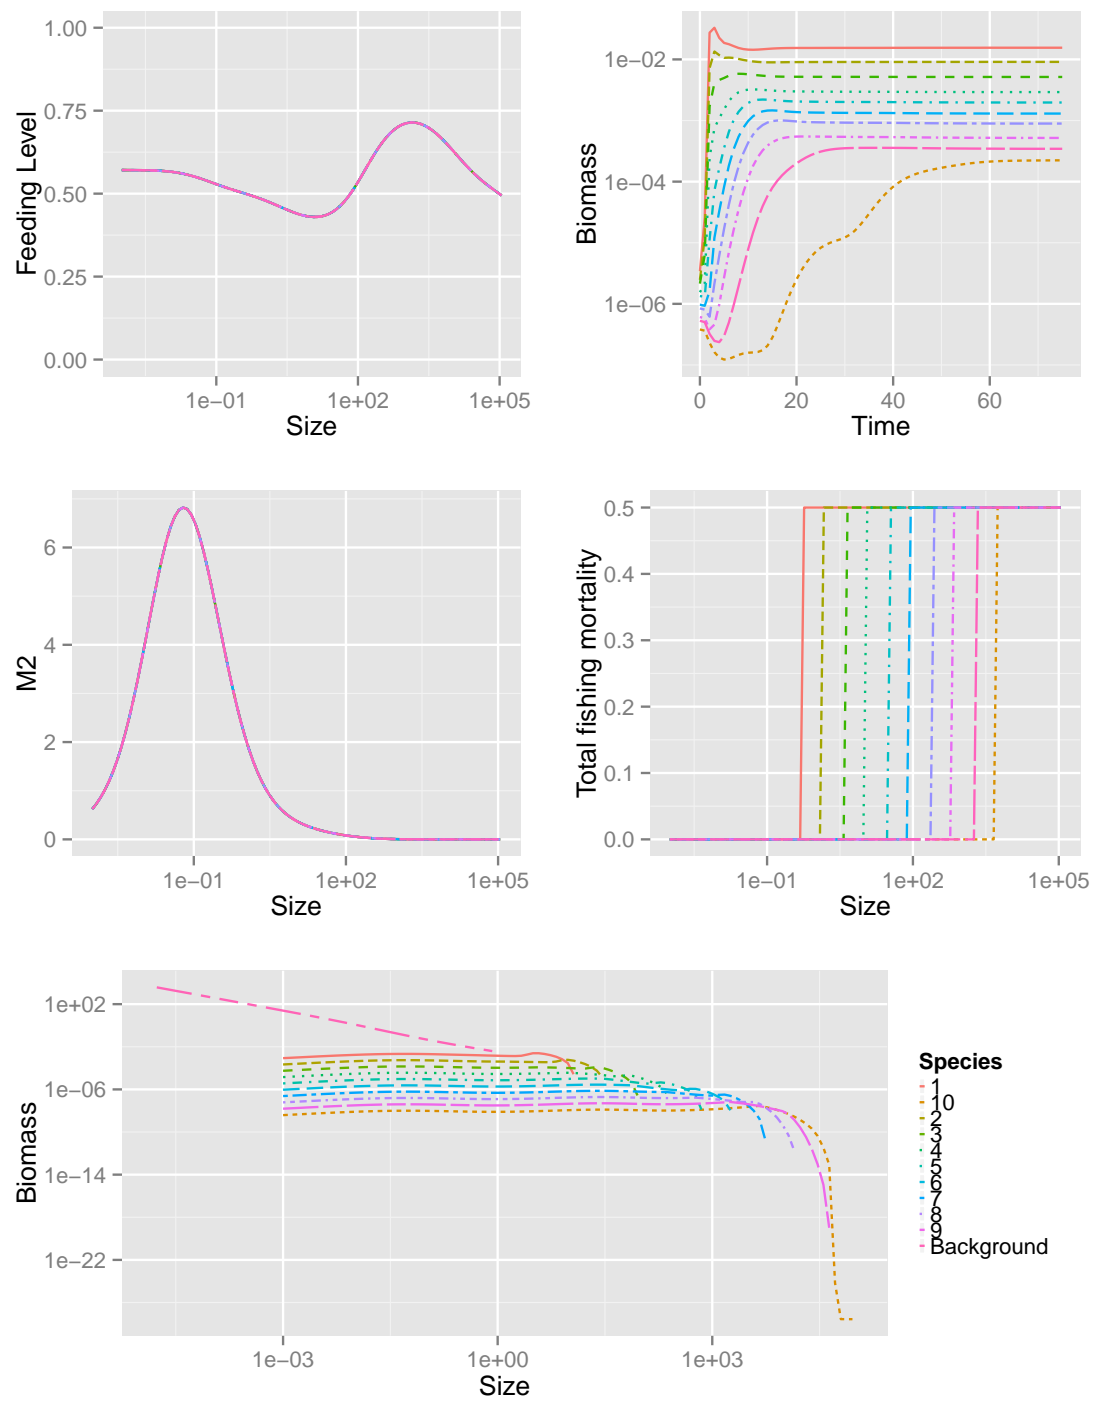 1.00
0.75
0.50
0.25
0.00
Feeding Level
1e−01
1e+02
1e+05
Size
1e−02
1e−04
1e−06
Biomass
0
20
40
60
Time
6
4
2
0
M2
1e−01
1e+02
1e+05
Size
0.5
0.4
0.3
0.2
0.1
0.0
Total fishing mortality
1e−01
1e+02
1e+05
Size
1e+02
1e−06
1e−14
1e−22
Biomass
1e−03
1e+00
1e+03
Size
Species
1
10
2
3
4
5
6
7
8
9
Background